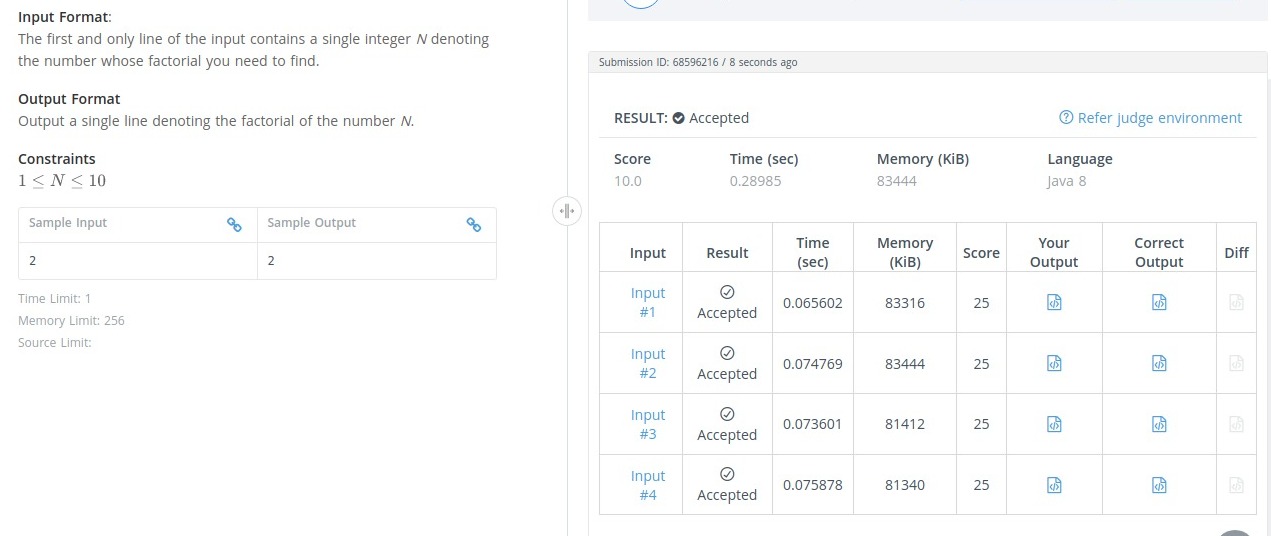 Input Format:
The first and only line of the input contains a single integer N denoting
the number whose factorial you need to find.
Output Format
Output a single line denoting the factorial of the number N.
Constraints
1 ≤ N ≤ 10
Sample Input
Sample Output
2
2
Time Limit: 1
Memory Limit: 256
Source Limit:
Submission ID: 68596216 / 8 seconds ago
RESULT: Accepted
Refer judge environment
Score
Time (sec)
Memory (KiB)
Language
10.0
0.28985
83444
Java 8
Input
Result
Time
(sec)
Memory
(KiB)
Score
Your
Output
Correct
Output
Diff
Input
#1
Accepted
0.065602
83316
25
Input
#2
Accepted
0.074769
83444
25
Input
#3
Accepted
0.073601
81412
25
Input
#4
Accepted
0.075878
81340
25